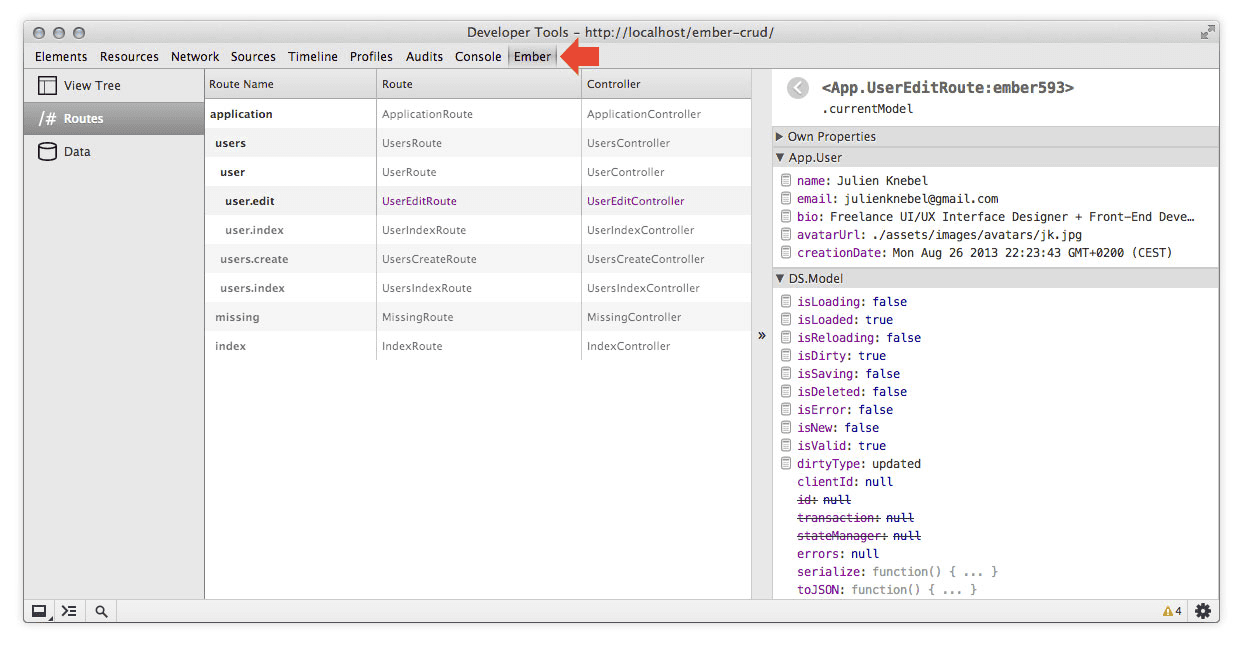 Developer Tools - http://localhost/ember-crud/
Elements Resources Network Sources Timeline Profiles Audits Console Ember
View Tree
/# Routes
Data
Route Name Route Controller
application ApplicationRoute ApplicationController
users UsersRoute UsersController
user UserRoute UserController
user.edit UserEditRoute UserEditController
user.index UserIndexRoute UserIndexController
users.create UsersCreateRoute UsersCreateController
users.index UsersIndexRoute UsersIndexController
missing MissingRoute MissingController
index IndexRoute IndexController
»
<App.UserEditRoute:ember593>
.currentModel
Own Properties
App.User
name: Julien Knebel
email: julienknebel@gmail.com
bio: Freelance UI/UX Interface Designer + Front-End Deve…
avatarUrl: ./assets/images/avatars/jk.jpg
creationDate: Mon Aug 26 2013 22:23:43 GMT+0200 (CEST)
DS.Model
isLoading: false
isLoaded: true
isReloading: false
isDirty: true
isSaving: false
isDeleted: false
isError: false
isNew: false
isValid: true
dirtyType: updated
clientId: null
id: null
transaction: null
stateManager: null
errors: null
serialize: function() { ... }
toJSON: function() { ... }
4